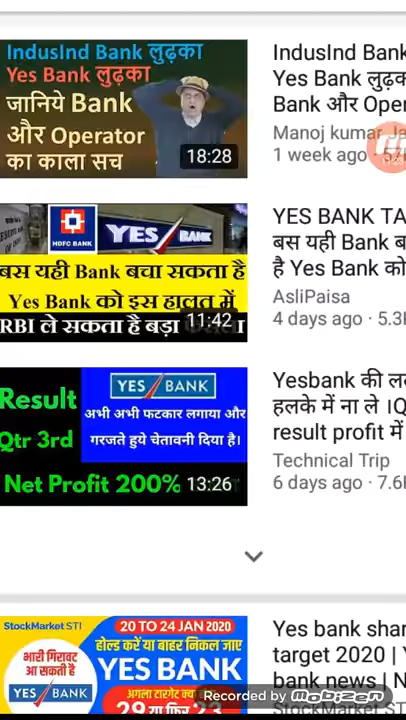 IndusInd Bank लुढ़का
Yes Bank लुढ़का
जानिये Bank
और Operator
का काला सच
18:28
IndusInd Bank
Yes Bank
Bank और
Manoj kumar
1 week ago
HDFC BANK
YES BANK
बस यही Bank बचा सकता है
Yes Bank को इस हालत में
RBI ले सकता है बड़ा
11:42
YES BANK
बस यही Bank
है Yes Bank को
AsliPaisa
4 days ago · 5.3
Result
Qtr 3rd
YES BANK
अभी अभी फटकार लगाया और
गरजते हुये चेतावनी दिया है।
Net Profit 200%
13:26
Yesbank की
हलके में ना ले ।
result profit में
Technical Trip
6 days ago · 7.6
StockMarket STI
20 TO 24 JAN 2020
होल्ड करें या बाहर निकल जाए
भारी गिरावट
आ सकती है
YES BANK
YES BANK
अगला टारगेट
29 या फिर 23
Yes bank
target 2020 |
bank news |
StockMarket ST
Recorded by mobizen